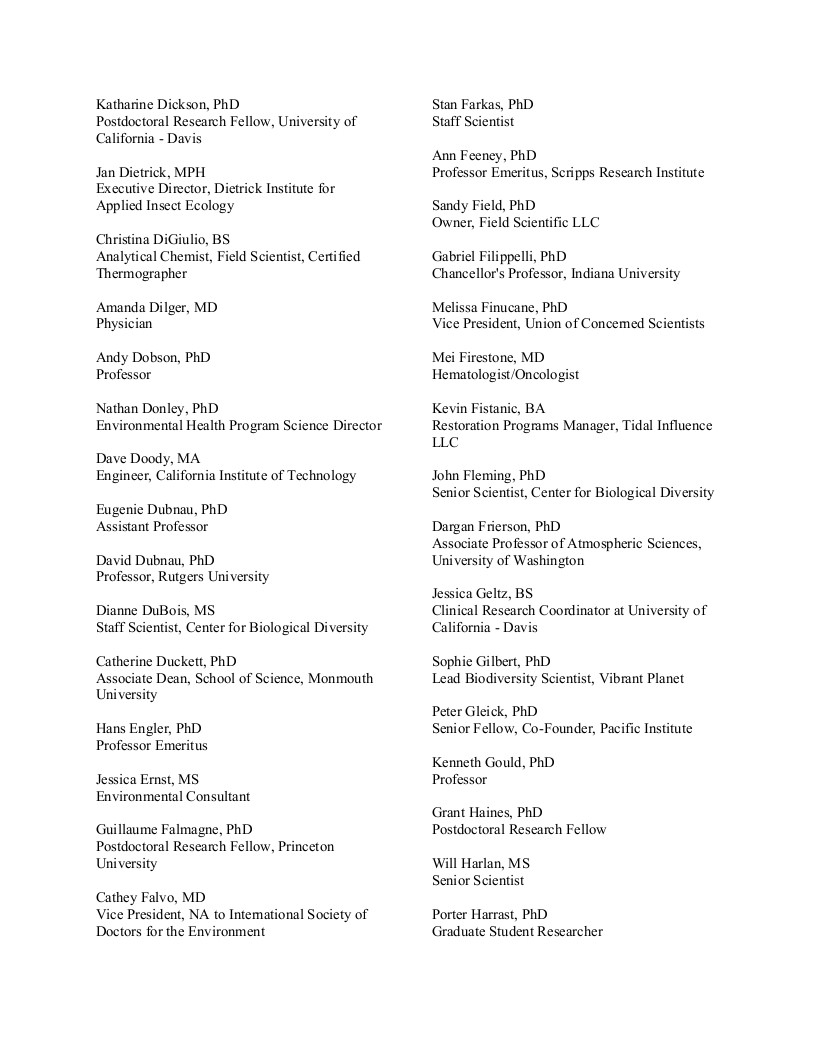 Katharine Dickson, PhD
Postdoctoral Research Fellow, University of
California - Davis
Jan Dietrick, MPH
Executive Director, Dietrick Institute for
Applied Insect Ecology
Christina DiGiulio, BS
Analytical Chemist, Field Scientist, Certified
Thermographer
Amanda Dilger, MD
Physician
Andy Dobson, PhD
Professor
Nathan Donley, PhD
Environmental Health Program Science Director
Dave Doody, MA
Engineer, California Institute of Technology
Eugenie Dubnau, PhD
Assistant Professor
David Dubnau, PhD
Professor, Rutgers University
Dianne DuBois, MS
Staff Scientist, Center for Biological Diversity
Catherine Duckett, PhD
Associate Dean, School of Science, Monmouth
University
Hans Engler, PhD
Professor Emeritus
Jessica Ernst, MS
Environmental Consultant
Guillaume Falmagne, PhD
Postdoctoral Research Fellow, Princeton
University
Cathey Falvo, MD
Vice President, NA to International Society of
Doctors for the Environment
Stan Farkas, PhD
Staff Scientist
Ann Feeney, PhD
Professor Emeritus, Scripps Research Institute
Sandy Field, PhD
Owner, Field Scientific LLC
Gabriel Filippelli, PhD
Chancellor's Professor, Indiana University
Melissa Finucane, PhD
Vice President, Union of Concerned Scientists
Mei Firestone, MD
Hematologist/Oncologist
Kevin Fistanic, BA
Restoration Programs Manager, Tidal Influence
LLC
John Fleming, PhD
Senior Scientist, Center for Biological Diversity
Dargan Frierson, PhD
Associate Professor of Atmospheric Sciences,
University of Washington
Jessica Geltz, BS
Clinical Research Coordinator at University of
California - Davis
Sophie Gilbert, PhD
Lead Biodiversity Scientist, Vibrant Planet
Peter Gleick, PhD
Senior Fellow, Co-Founder, Pacific Institute
Kenneth Gould, PhD
Professor
Grant Haines, PhD
Postdoctoral Research Fellow
Will Harlan, MS
Senior Scientist
Porter Harrast, PhD
Graduate Student Researcher